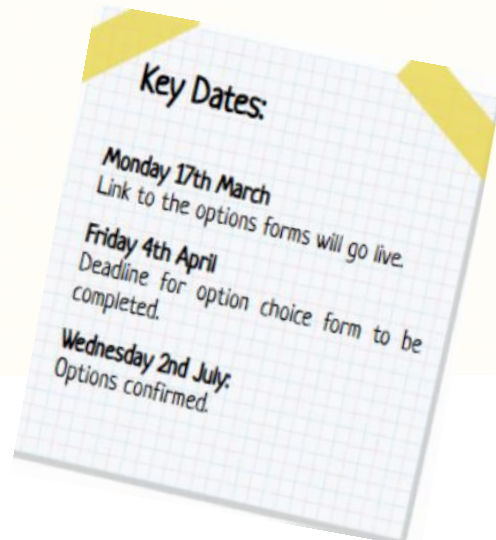 Key Dates:
Monday 17th March
Link to the options forms will go live.
Friday 4th April
Deadline for option choice form to be
completed.
Wednesday 2nd July:
Options confirmed.